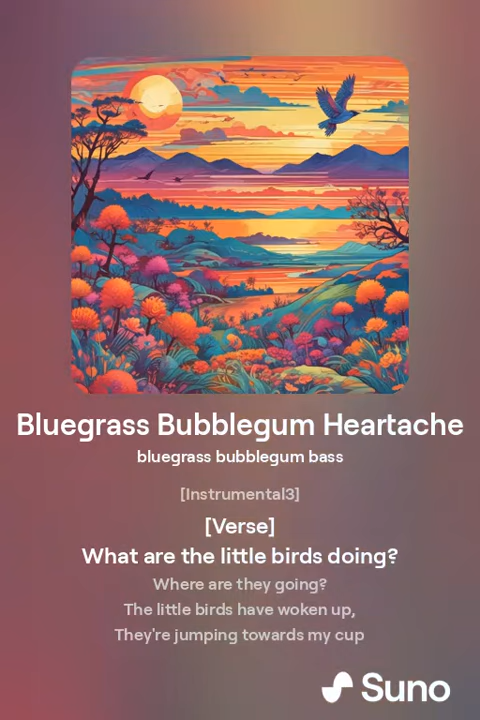 Bluegrass Bubblegum Heartache
bluegrass bubblegum bass
[Instrumental3]
[Verse]
What are the little birds doing?
Where are they going?
The little birds have woken up,
They're jumping towards my cup
Suno